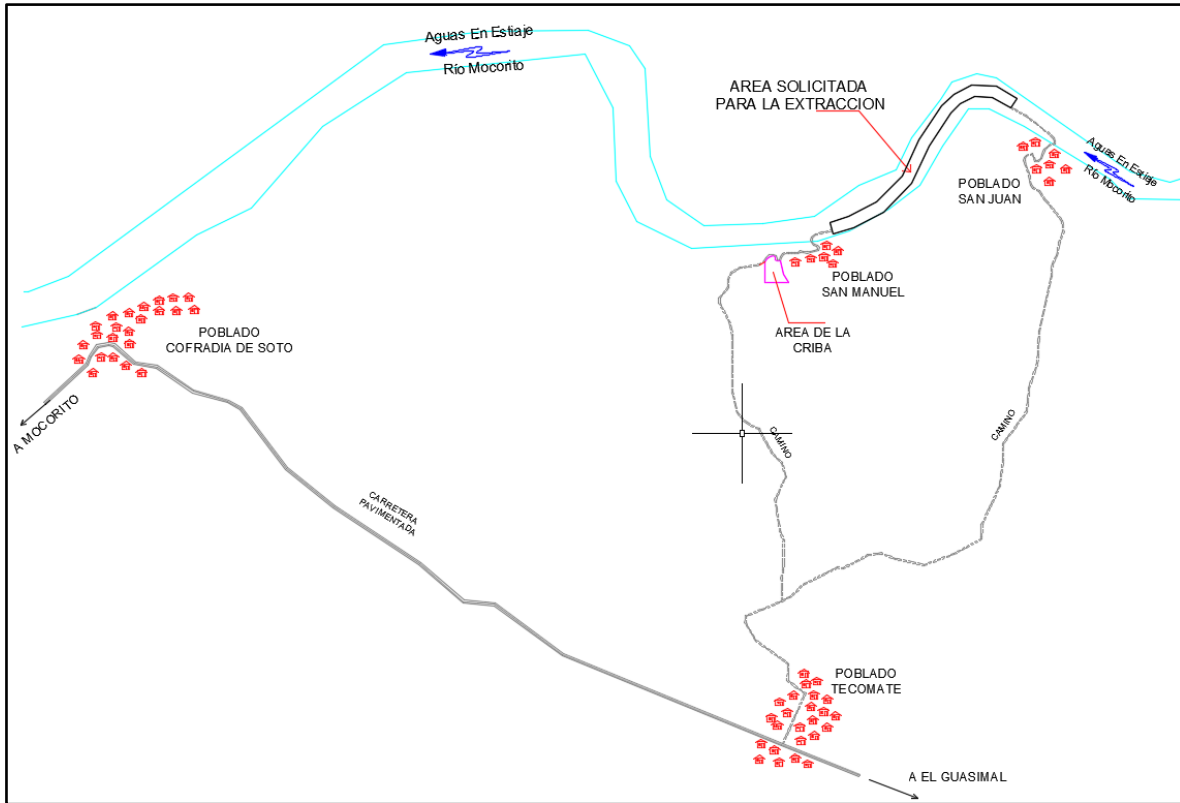 Aguas En Estiaje
Río Mocorito
AREA SOLICITADA
PARA LA EXTRACCION
Aguas En Estiaje
Río Mocorito
POBLADO
SAN JUAN
POBLADO
SAN MANUEL
AREA DE LA
CRIBA
POBLADO
COFRADIA DE SOTO
A MOCORITO
CAMINO
CAMINO
CARRETERA
PAVIMENTADA
POBLADO
TECOMATE
A EL GUASIMAL